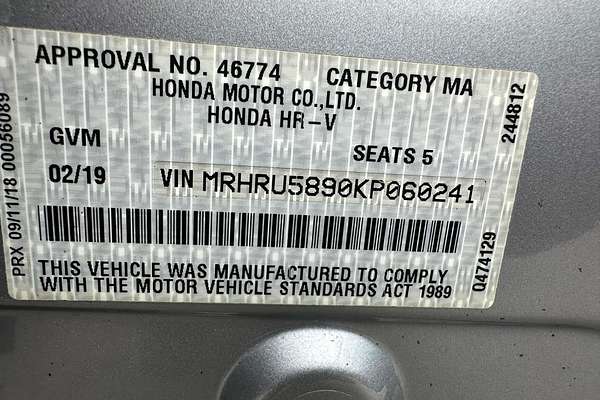 APPROVAL NO. 46774 CATEGORY MA
HONDA MOTOR CO.,LTD.
HONDA HR-V
GVM
SEATS 5
02/19
VIN MRHRU5890KP060241
THIS VEHICLE WAS MANUFACTURED TO COMPLY
WITH THE MOTOR VEHICLE STANDARDS ACT 1989
PRX 09/11/18 00056089
244812
Q474129